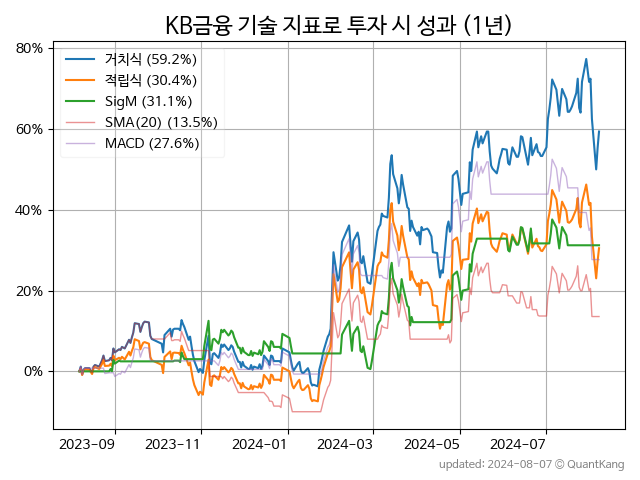 KB금융 기술 지표로 투자 시 성과 (1년)
80%
60%
40%
20%
0%
거치식 (59.2%)
적립식 (30.4%)
SigM (31.1%)
SMA(20) (13.5%)
MACD (27.6%)
2023-09 2023-11 2024-01 2024-03 2024-05 2024-07
updated: 2024-08-07 © QuantKang